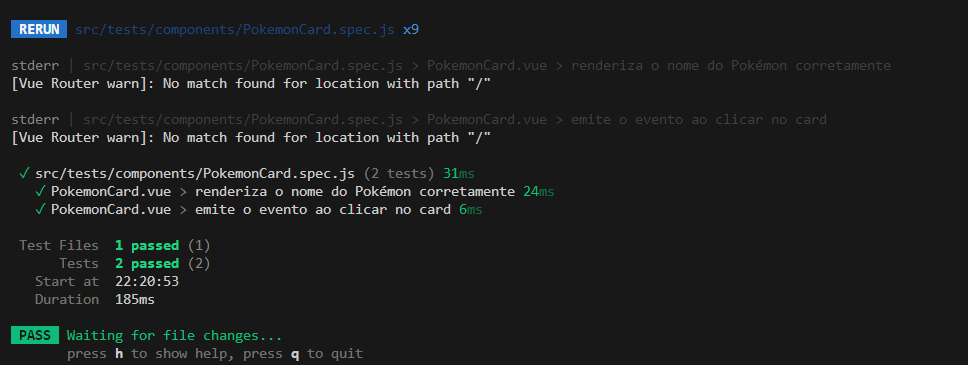 RERUN src/tests/components/PokemonCard.spec.js x9
stderr | src/tests/components/PokemonCard.spec.js > PokemonCard.vue > renderiza o nome do Pokémon corretamente
[Vue Router warn]: No match found for location with path "/"
stderr | src/tests/components/PokemonCard.spec.js > PokemonCard.vue > emite o evento ao clicar no card
[Vue Router warn]: No match found for location with path "/"
✓ src/tests/components/PokemonCard.spec.js (2 tests) 31ms
✓ PokemonCard.vue > renderiza o nome do Pokémon corretamente 24ms
✓ PokemonCard.vue > emite o evento ao clicar no card 6ms
Test Files 1 passed (1)
Tests 2 passed (2)
Start at 22:20:53
Duration 185ms
PASS Waiting for file changes...
press h to show help, press q to quit